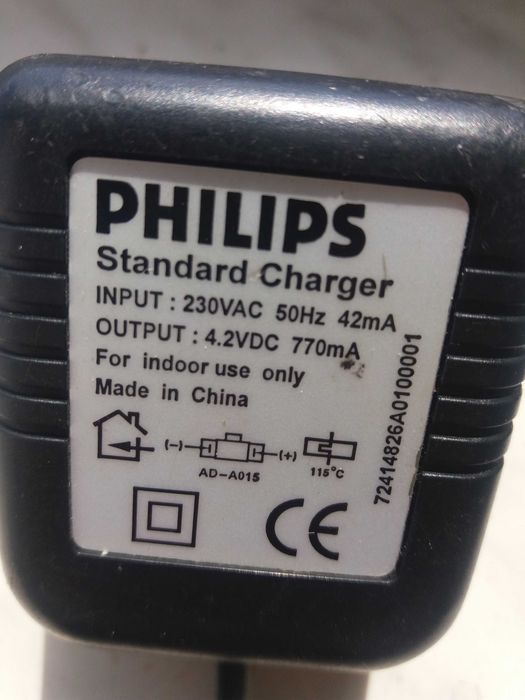 PHILIPS
Standard Charger
INPUT : 230VAC 50Hz 42mA
OUTPUT : 4.2VDC 770mA
For indoor use only
Made in China
(-) (+)
AD-A015 115°C
CE
72414826A0100001